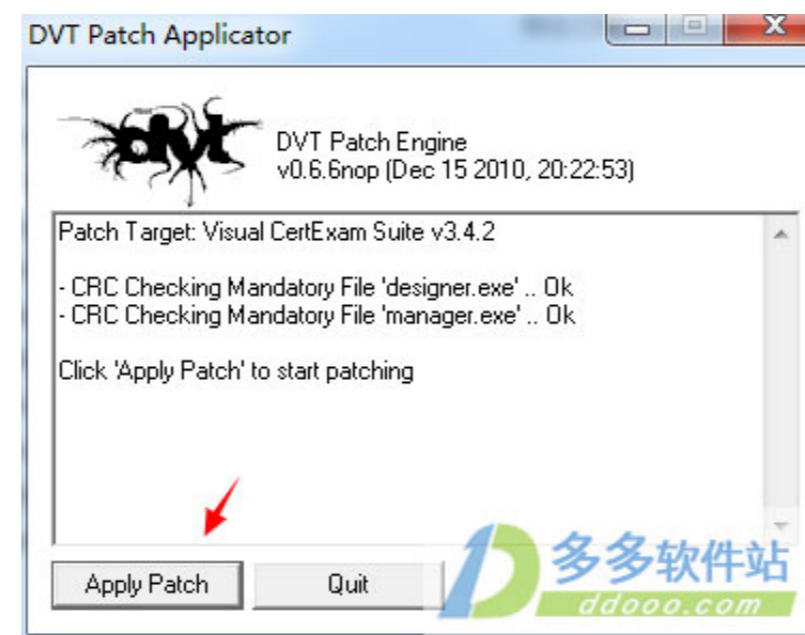 DVT Patch Applicator
dvt
DVT Patch Engine
v0.6.6nop (Dec 15 2010, 20:22:53)
Patch Target: Visual CertExam Suite v3.4.2
- CRC Checking Mandatory File 'designer.exe' .. Ok
- CRC Checking Mandatory File 'manager.exe' .. Ok
Click 'Apply Patch' to start patching
Apply Patch
Quit
多多软件站
ddooo.com